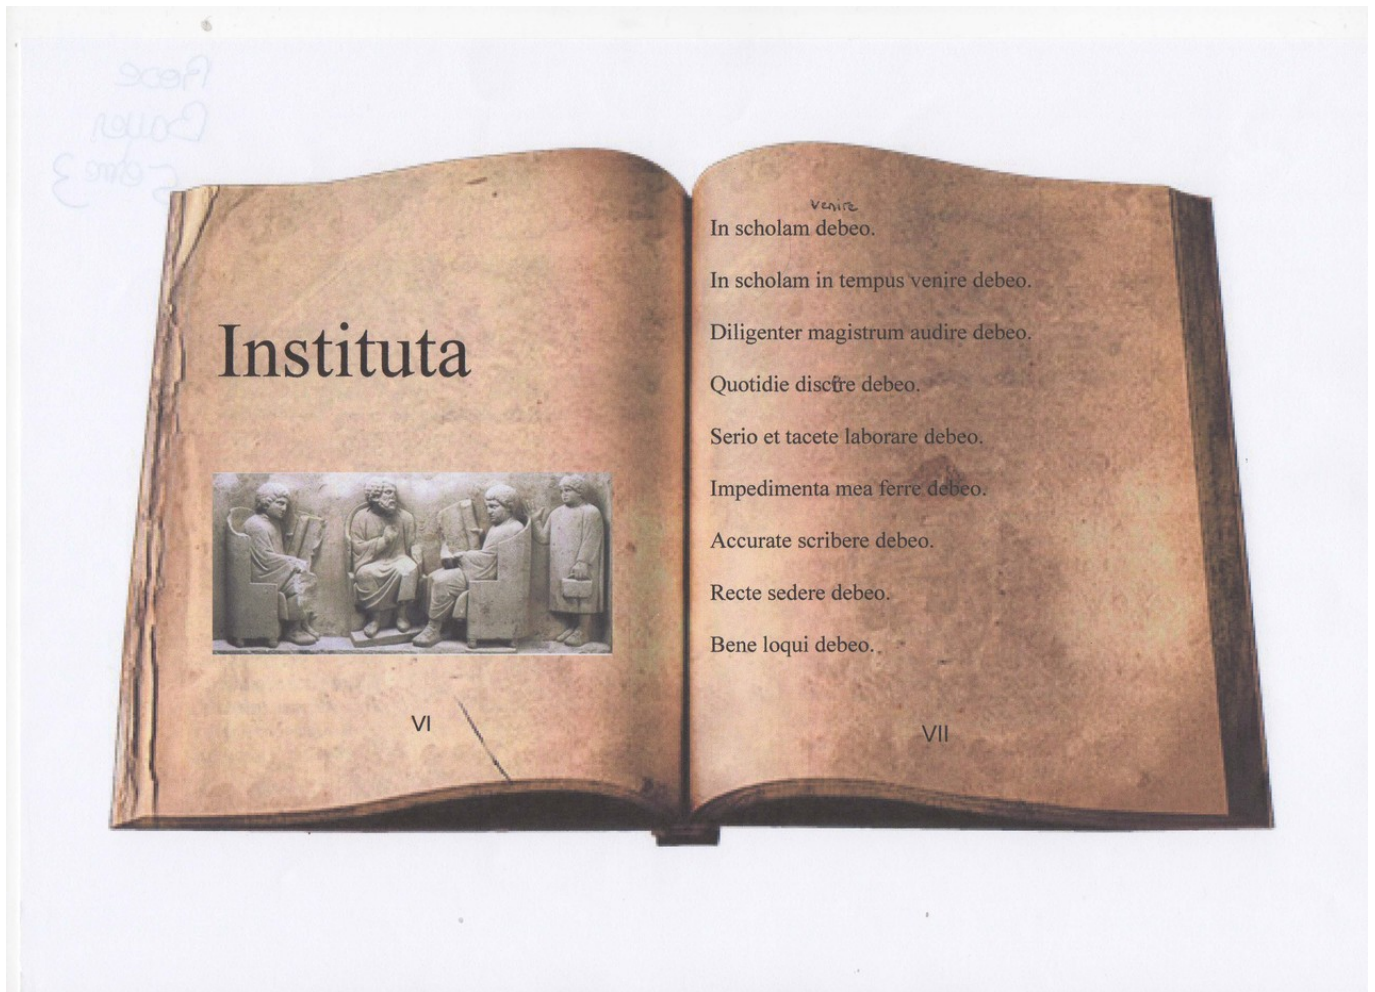 Instituta
VI
venire
In scholam debeo.
In scholam in tempus venire debeo.
Diligenter magistrum audire debeo.
Quotidie discere debeo.
Serio et tacete laborare debeo.
Impedimenta mea ferre debeo.
Accurate scribere debeo.
Recte sedere debeo.
Bene loqui debeo.
VII